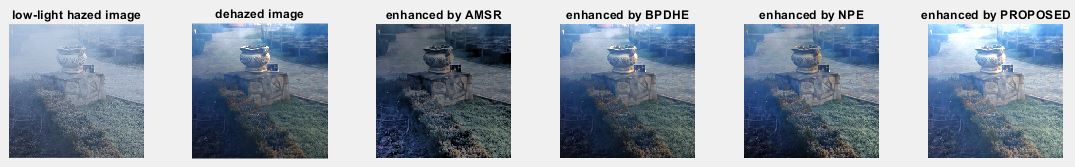 low-light hazed image
dehazed image
enhanced by AMSR
enhanced by BPDHE
enhanced by NPE
enhanced by PROPOSED